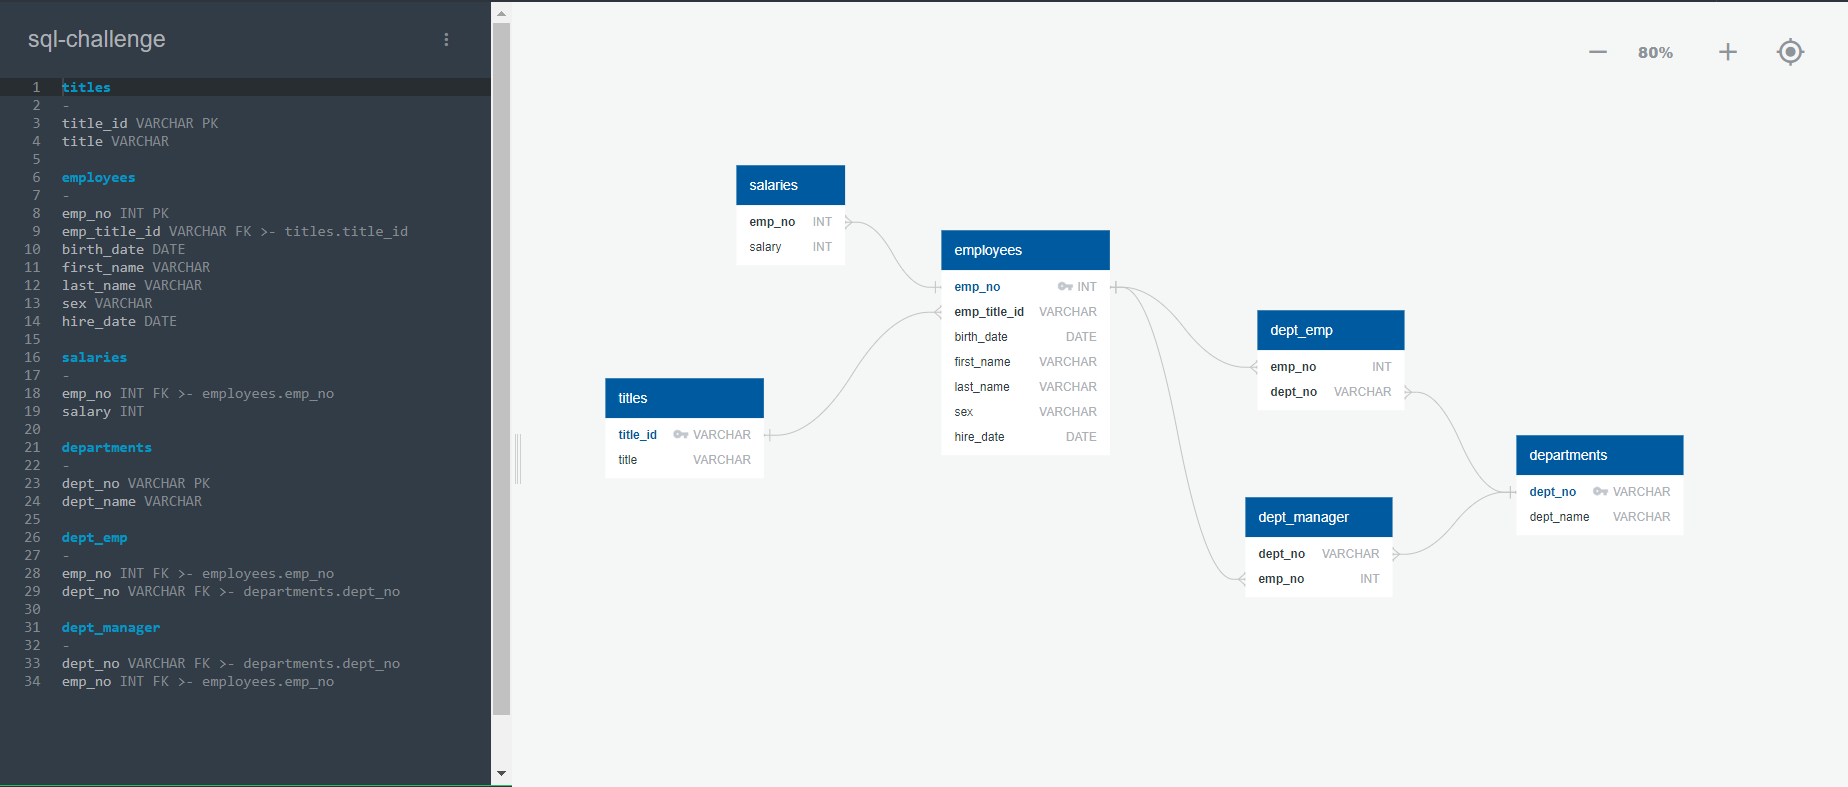 sql-challenge
1 titles
2 -
3 title_id VARCHAR PK
4 title VARCHAR
5
6 employees
7 -
8 emp_no INT PK
9 emp_title_id VARCHAR FK >- titles.title_id
10 birth_date DATE
11 first_name VARCHAR
12 last_name VARCHAR
13 sex VARCHAR
14 hire_date DATE
15
16 salaries
17 -
18 emp_no INT FK >- employees.emp_no
19 salary INT
20
21 departments
22 -
23 dept_no VARCHAR PK
24 dept_name VARCHAR
25
26 dept_emp
27 -
28 emp_no INT FK >- employees.emp_no
29 dept_no VARCHAR FK >- departments.dept_no
30
31 dept_manager
32 -
33 dept_no VARCHAR FK >- departments.dept_no
34 emp_no INT FK >- employees.emp_no
80%
salaries
emp_no INT
salary INT
employees
emp_no INT
emp_title_id VARCHAR
birth_date DATE
first_name VARCHAR
last_name VARCHAR
sex VARCHAR
hire_date DATE
titles
title_id VARCHAR
title VARCHAR
dept_emp
emp_no INT
dept_no VARCHAR
departments
dept_no VARCHAR
dept_name VARCHAR
dept_manager
dept_no VARCHAR
emp_no INT